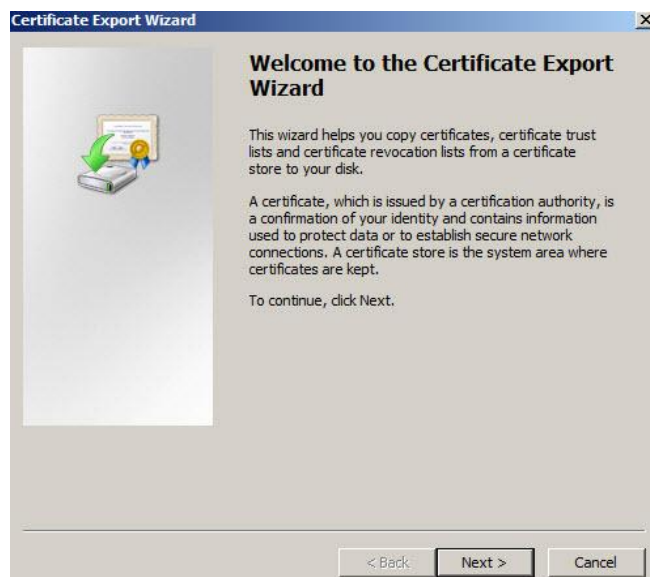 Certificate Export Wizard
Welcome to the Certificate Export
Wizard
This wizard helps you copy certificates, certificate trust
lists and certificate revocation lists from a certificate
store to your disk.
A certificate, which is issued by a certification authority, is
a confirmation of your identity and contains information
used to protect data or to establish secure network
connections. A certificate store is the system area where
certificates are kept.
To continue, click Next.
< Back
Next >
Cancel